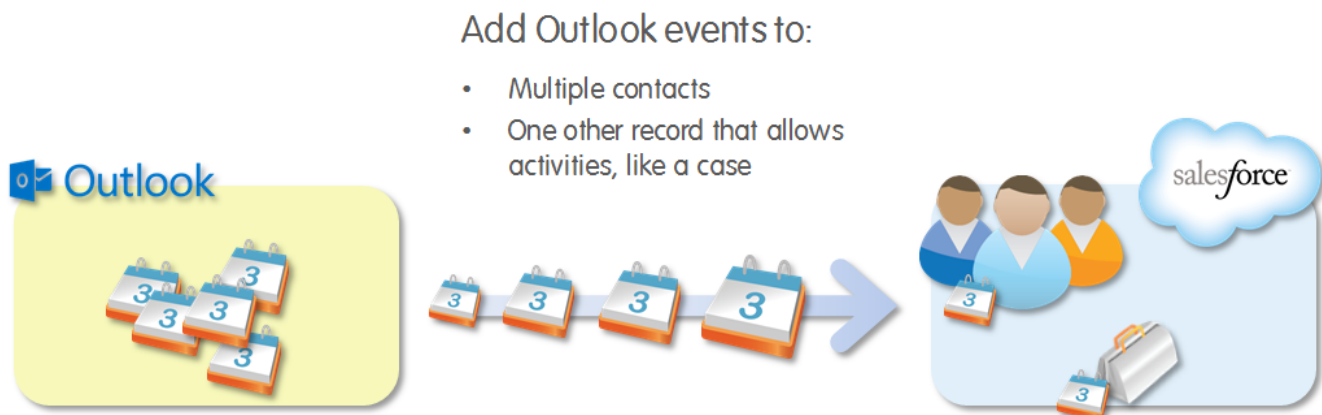 Add Outlook events to:
• Multiple contacts
• One other record that allows
activities, like a case
Outlook
salesforce
3
3
3
3
3
3
3
3
3
3
3